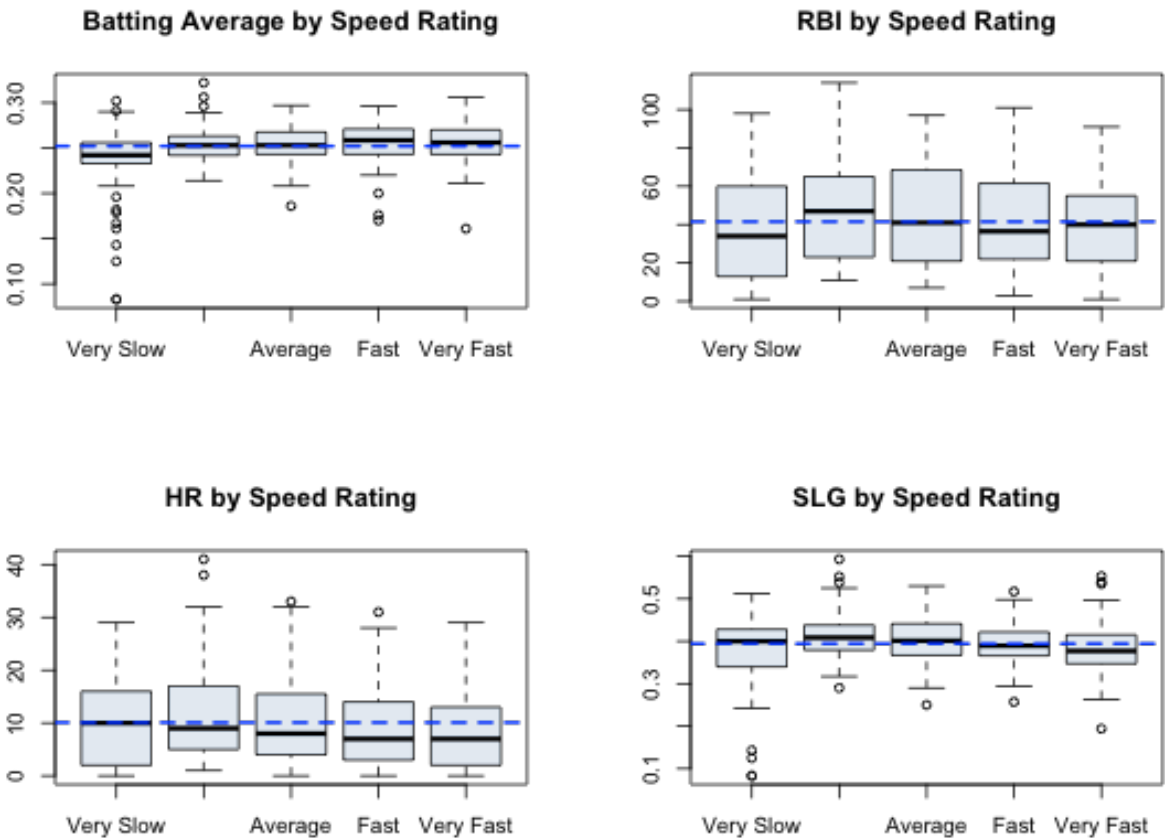 Batting Average by Speed Rating
0.30
0.20
0.10
Very Slow Average Fast Very Fast
RBI by Speed Rating
100
60
20
0
Very Slow Average Fast Very Fast
HR by Speed Rating
40
30
20
10
0
Very Slow Average Fast Very Fast
SLG by Speed Rating
0.5
0.3
0.1
Very Slow Average Fast Very Fast